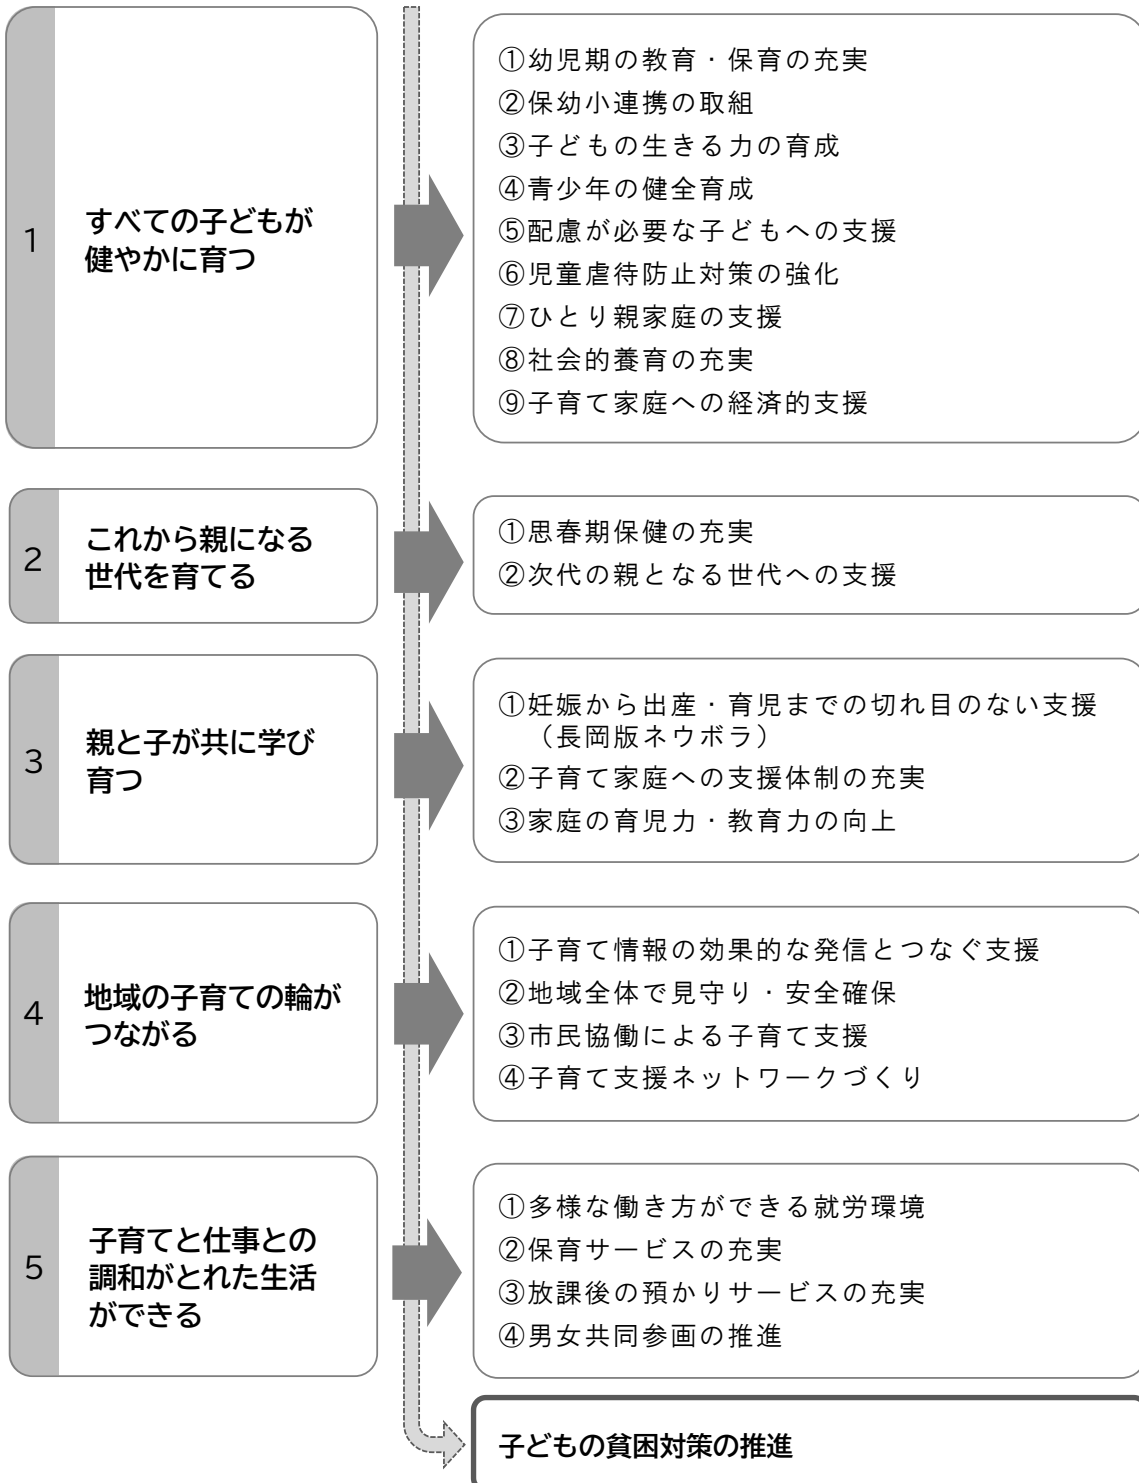 1
すべての子どもが
健やかに育つ
①幼児期の教育・保育の充実
②保幼小連携の取組
③子どもの生きる力の育成
④青少年の健全育成
⑤配慮が必要な子どもへの支援
⑥児童虐待防止対策の強化
⑦ひとり親家庭の支援
⑧社会的養育の充実
⑨子育て家庭への経済的支援
2
これから親になる
世代を育てる
①思春期保健の充実
②次代の親となる世代への支援
3
親と子が共に学び
育つ
①妊娠から出産・育児までの切れ目のない支援
（長岡版ネウボラ）
②子育て家庭への支援体制の充実
③家庭の育児力・教育力の向上
4
地域の子育ての輪が
つながる
①子育て情報の効果的な発信とつなぐ支援
②地域全体で見守り・安全確保
③市民協働による子育て支援
④子育て支援ネットワークづくり
5
子育てと仕事との
調和がとれた生活
ができる
①多様な働き方ができる就労環境
②保育サービスの充実
③放課後の預かりサービスの充実
④男女共同参画の推進
子どもの貧困対策の推進